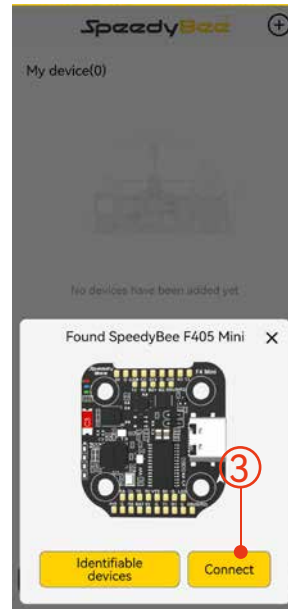 SpeedyBee
My device(0)
No devices have been added yet
Found SpeedyBee F405 Mini
F4 Mini
3
Identifiable
devices
Connect